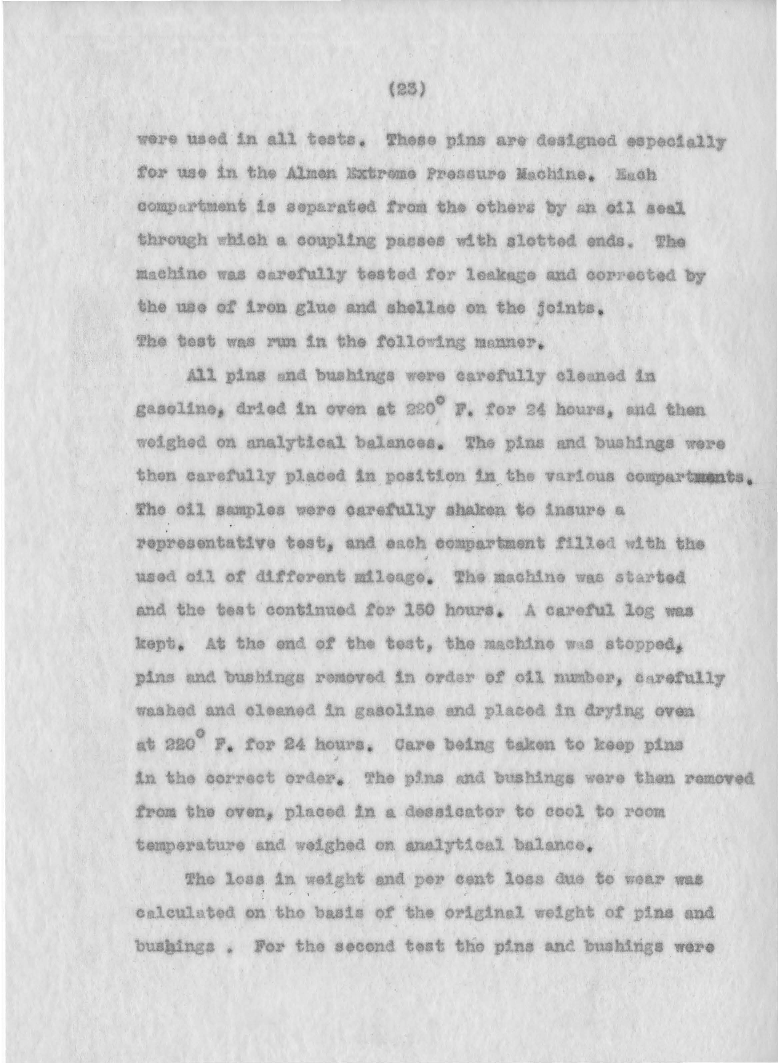 (23)
were used in all tests. These pins are designed especially
for use in the Almen Extreme Pressure Machine. Each
compartment is separated from the others by an oil seal
through which a coupling passes with slotted ends. The
machine was carefully tested for leakage and corrected by
the use of iron glue and shellac on the joints.
The test was run in the following manner.
All pins and bushings were carefully cleaned in
gasoline, dried in oven at 220° F. for 24 hours, and then
weighed on analytical balances. The pins and bushings were
then carefully placed in position in the various compartments.
The oil samples were carefully shaken to insure a
representative test, and each compartment filled with the
used oil of different mileage. The machine was started
and the test continued for 150 hours. A careful log was
kept. At the end of the test, the machine was stopped,
pins and bushings removed in order of oil number, carefully
washed and cleaned in gasoline and placed in drying oven
at 220° F. for 24 hours. Care being taken to keep pins
in the correct order. The pins and bushings were then removed
from the oven, placed in a dessicator to cool to room
temperature and weighed on analytical balance.
The loss in weight and per cent loss due to wear was
calculated on the basis of the original weight of pins and
bushings . For the second test the pins and bushings were